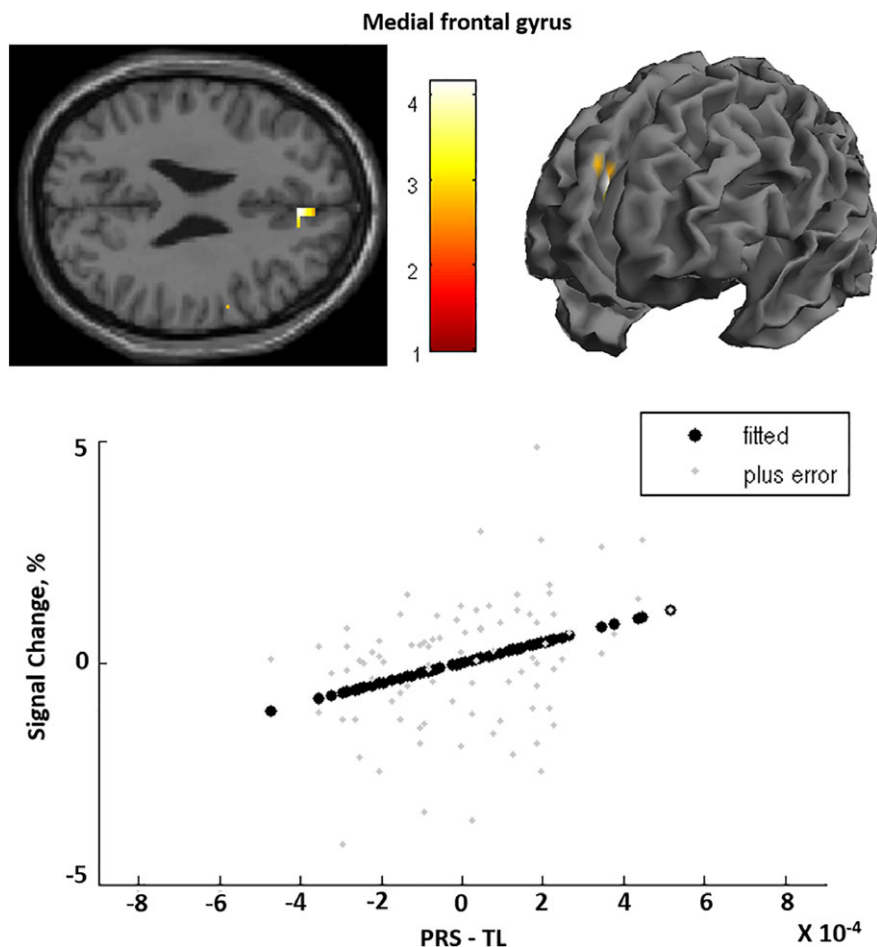 Medial frontal gyrus
4
3
2
1
5
fitted
plus error
Signal Change, %
0
-5
-8 -6 -4 -2 0 2 4 6 8
X 10-4
PRS - TL